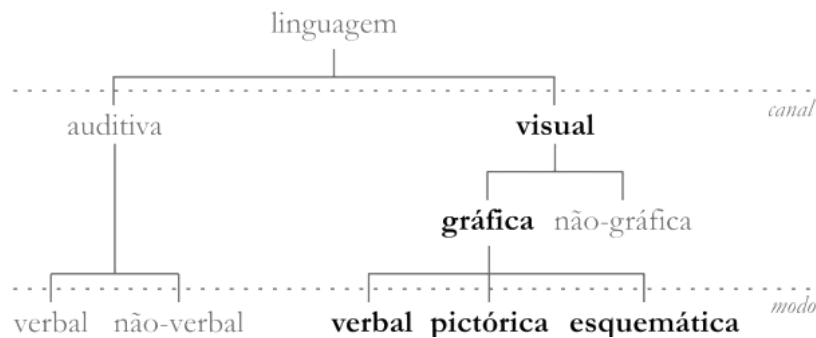 linguagem
canal
auditiva visual
gráfica não-gráfica
modo
verbal não-verbal verbal pictórica esquemática